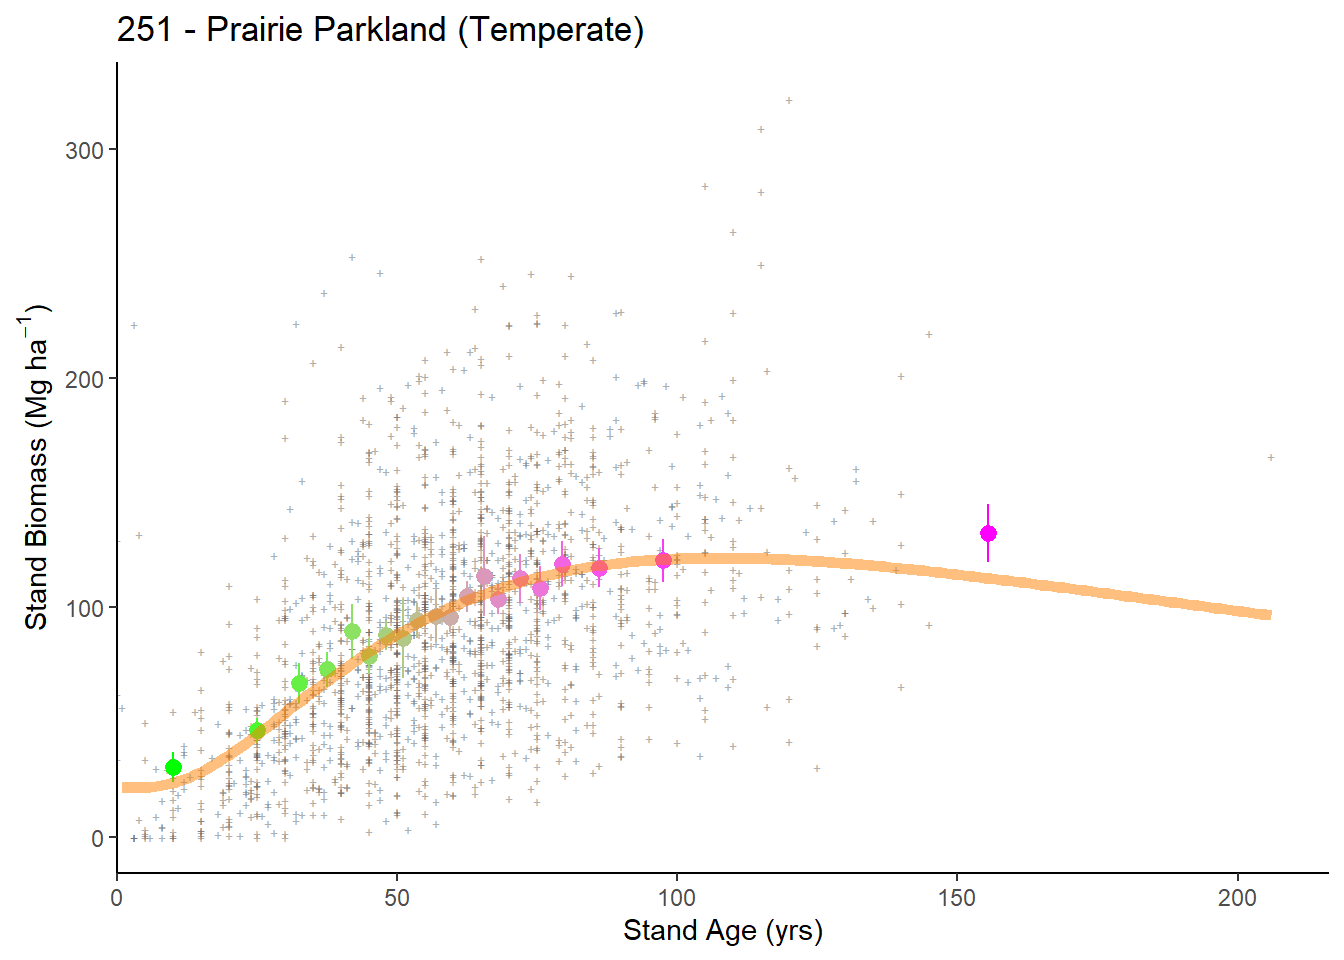 251 - Prairie Parkland (Temperate)
Stand Biomass (Mg ha⁻¹)
300
200
100
0
0 50 100 150 200
Stand Age (yrs)